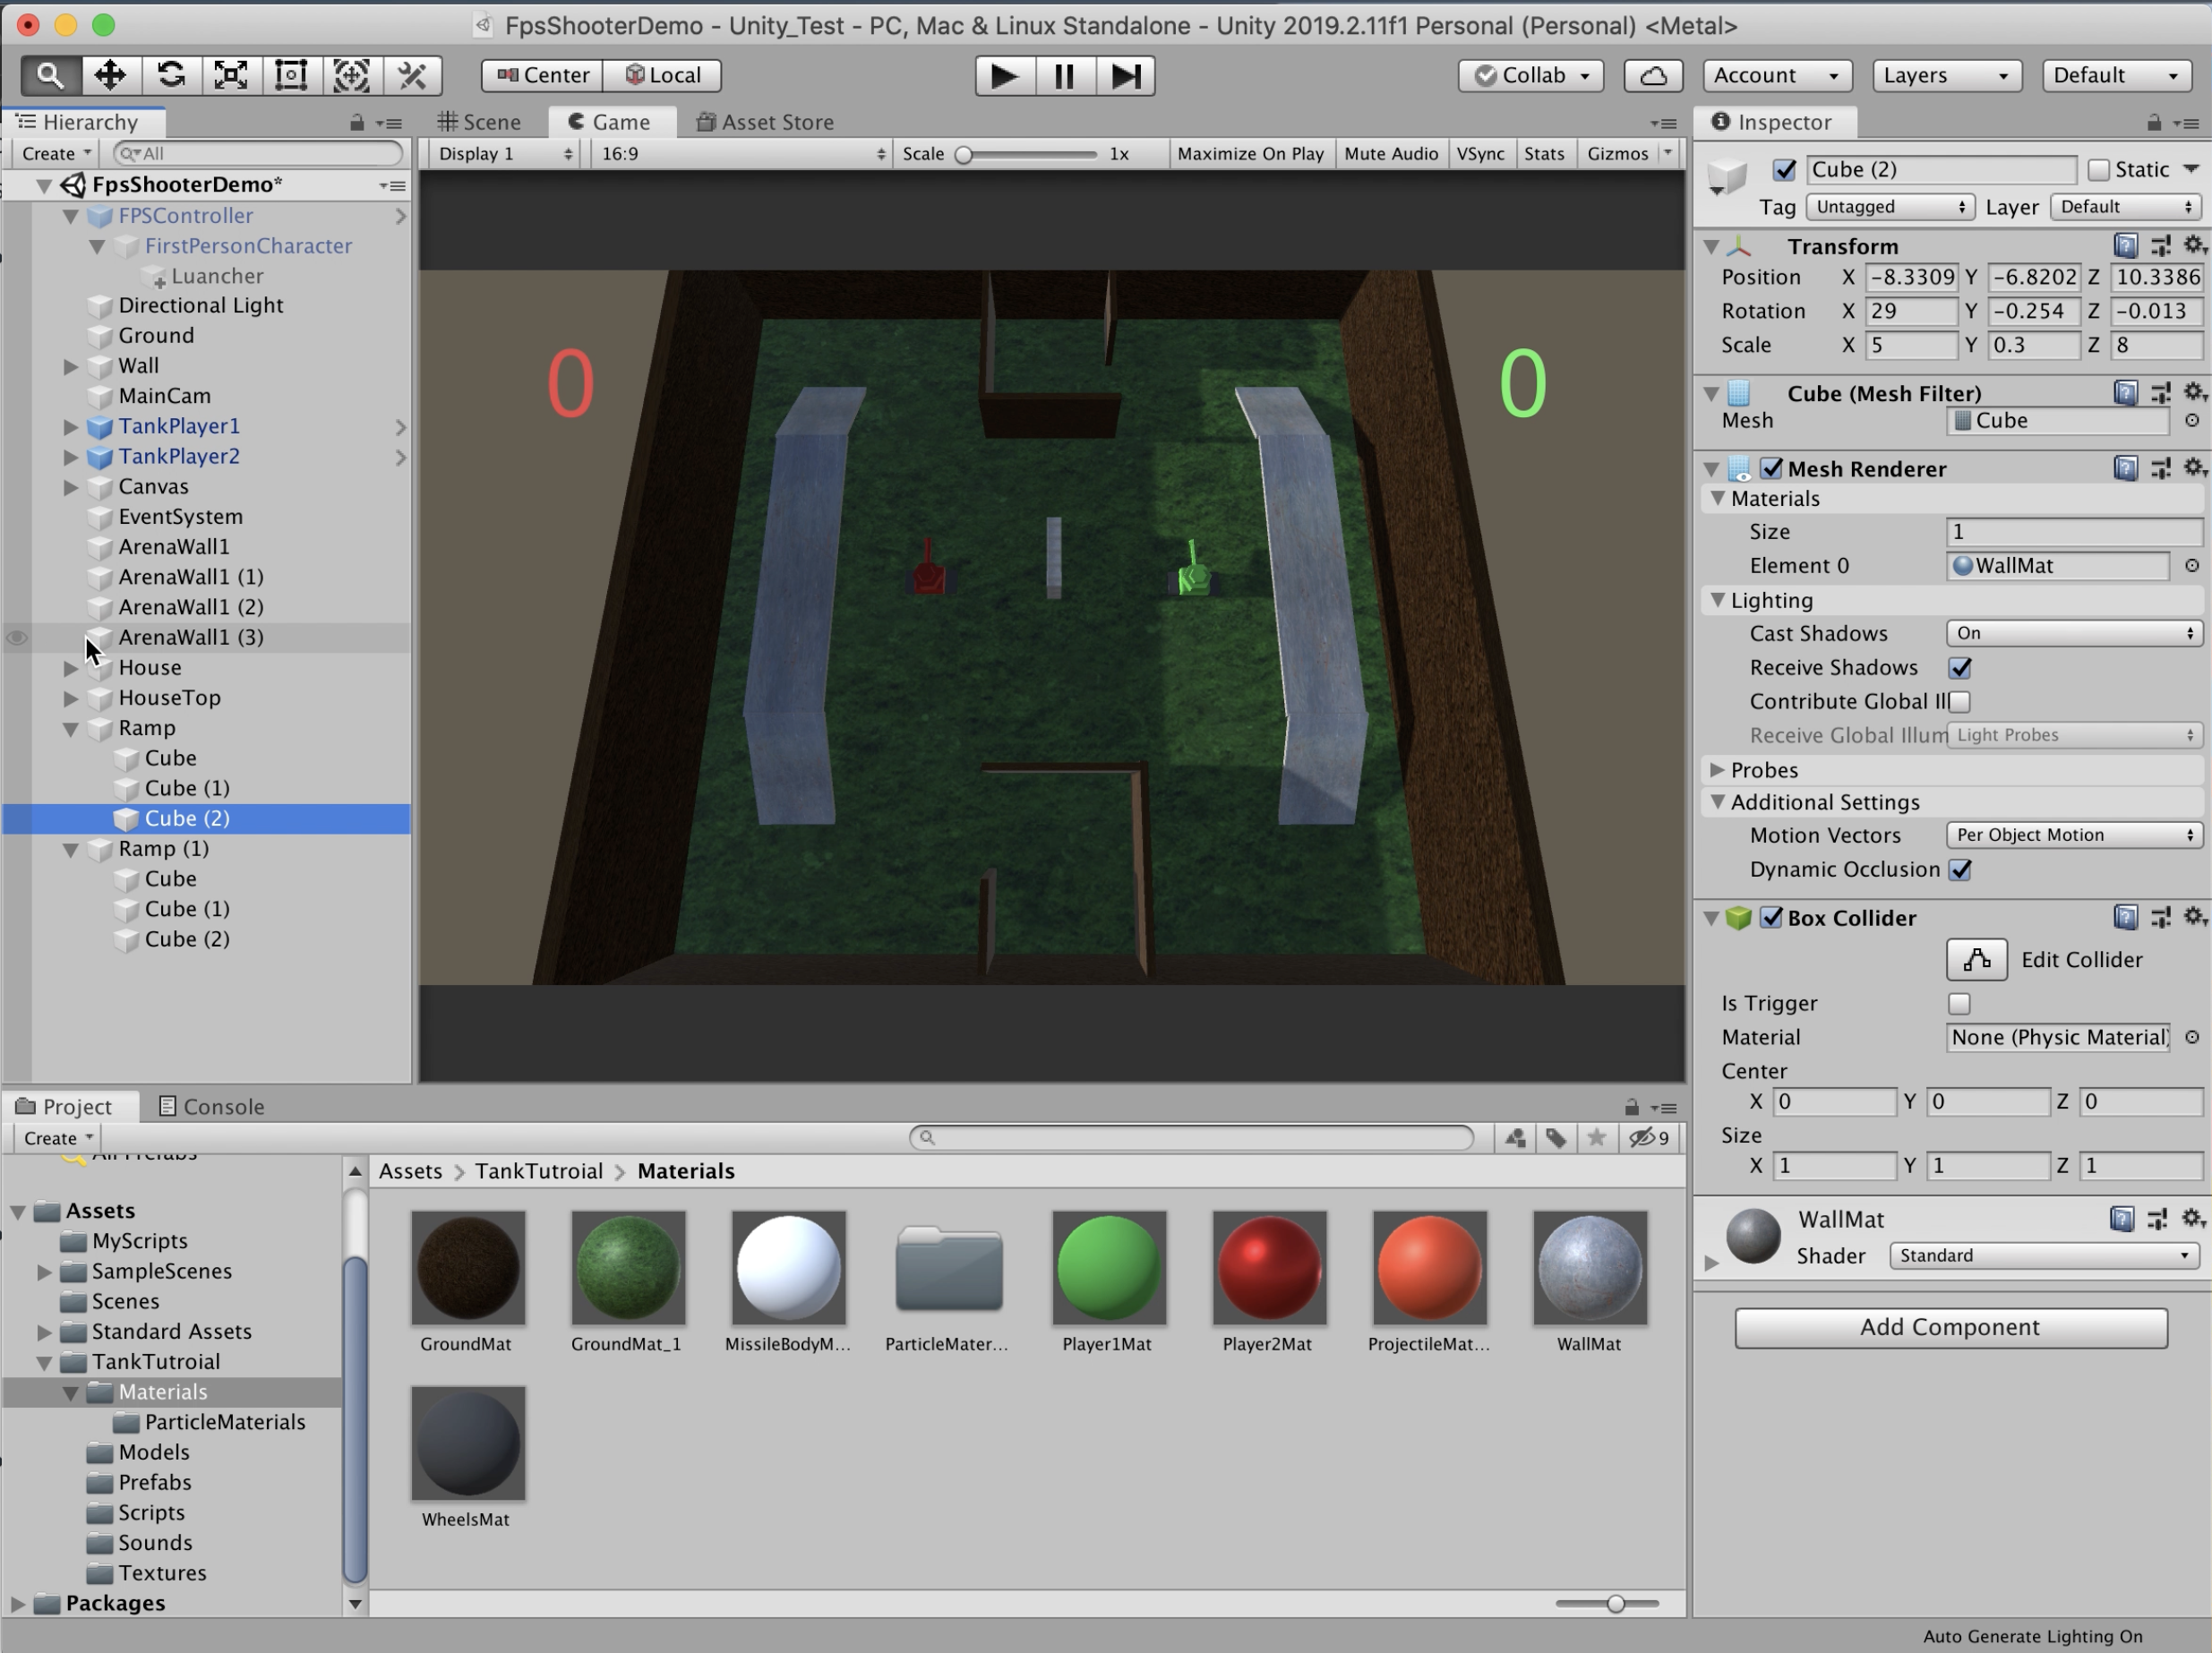 FpsShooterDemo - Unity_Test - PC, Mac & Linux Standalone - Unity 2019.2.11f1 Personal (Personal) <Metal>
Center Local Collab Account Layers Default
Hierarchy
Create All
FpsShooterDemo*
FPSController
FirstPersonCharacter
Luancher
Directional Light
Ground
Wall
MainCam
TankPlayer1
TankPlayer2
Canvas
EventSystem
ArenaWall1
ArenaWall1 (1)
ArenaWall1 (2)
ArenaWall1 (3)
House
HouseTop
Ramp
Cube
Cube (1)
Cube (2)
Ramp (1)
Cube
Cube (1)
Cube (2)
Scene Game Asset Store
Display 1 16:9 Scale 1x Maximize On Play Mute Audio VSync Stats Gizmos
0 0
Inspector
Cube (2) Static
Tag Untagged Layer Default
Transform
Position X -8.3309 Y -6.8202 Z 10.3386
Rotation X 29 Y -0.254 Z -0.013
Scale X 5 Y 0.3 Z 8
Cube (Mesh Filter)
Mesh Cube
Mesh Renderer
Materials
Size 1
Element 0 WallMat
Lighting
Cast Shadows On
Receive Shadows
Contribute Global Ill
Receive Global Illum Light Probes
Probes
Additional Settings
Motion Vectors Per Object Motion
Dynamic Occlusion
Box Collider
Edit Collider
Is Trigger
Material None (Physic Material)
Center
X 0 Y 0 Z 0
Size
X 1 Y 1 Z 1
WallMat
Shader Standard
Add Component
Project Console
Create 9
All Prefabs
Assets
MyScripts
SampleScenes
Scenes
Standard Assets
TankTutroial
Materials
ParticleMaterials
Models
Prefabs
Scripts
Sounds
Textures
Packages
Assets > TankTutroial > Materials
GroundMat GroundMat_1 MissileBodyM... ParticleMater... Player1Mat Player2Mat ProjectileMat... WallMat
WheelsMat
Auto Generate Lighting On